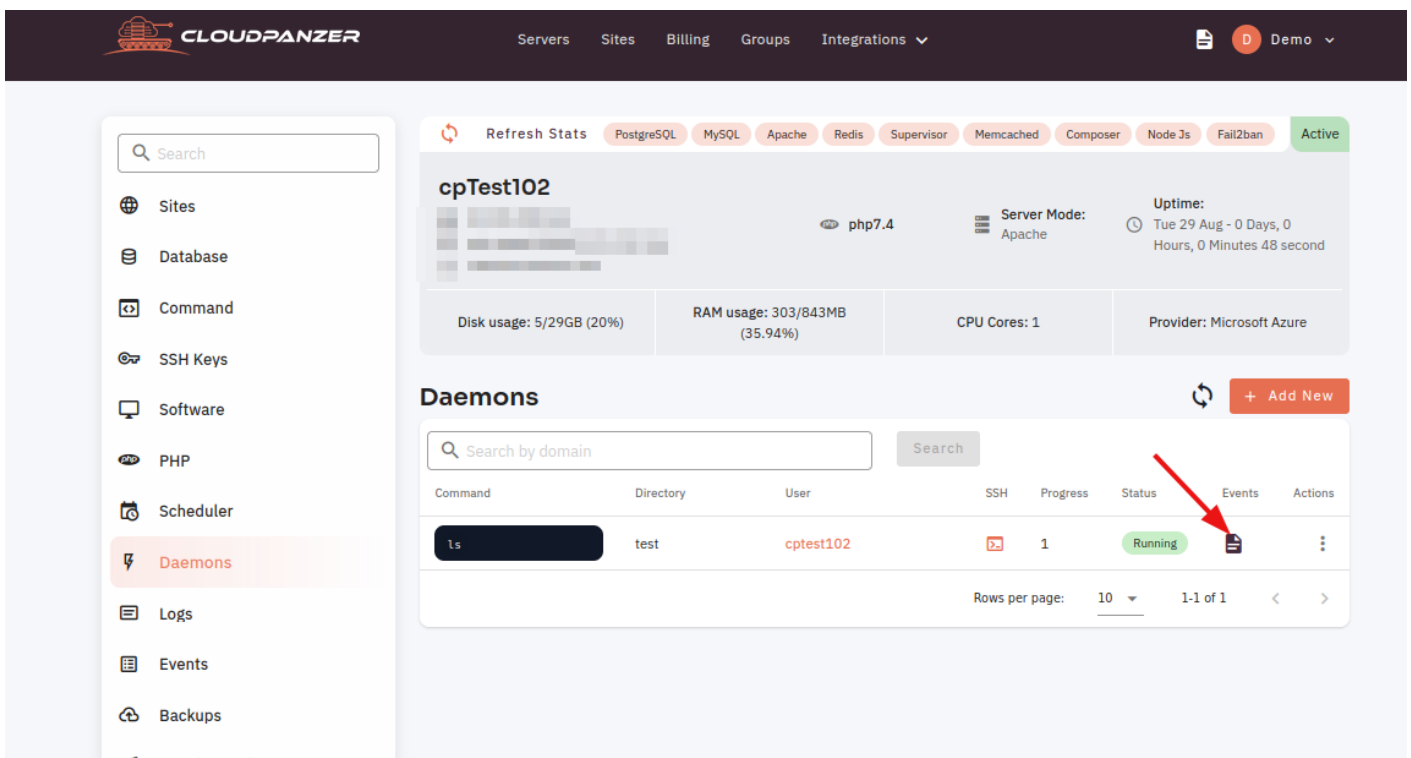 CLOUDPANZER
Servers Sites Billing Groups Integrations
D Demo
Search
Sites
Database
Command
SSH Keys
Software
php PHP
Scheduler
Daemons
Logs
Events
Backups
Refresh Stats PostgreSQL MySQL Apache Redis Supervisor Memcached Composer Node Js Fail2ban Active
cpTest102
php php7.4
Server Mode:
Apache
Uptime:
Tue 29 Aug - 0 Days, 0
Hours, 0 Minutes 48 second
Disk usage: 5/29GB (20%)
RAM usage: 303/843MB
(35.94%)
CPU Cores: 1
Provider: Microsoft Azure
Daemons
+ Add New
Search by domain
Search
Command Directory User SSH Progress Status Events Actions
ls test cptest102 1 Running
Rows per page: 10 1-1 of 1